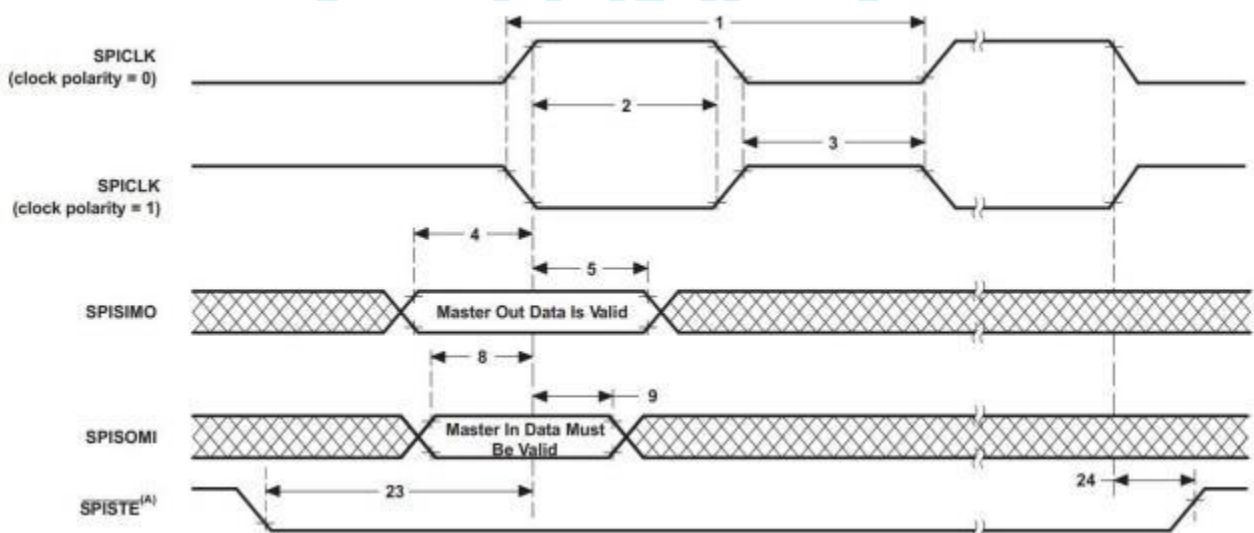 1
SPICLK
(clock polarity = 0)
2
3
SPICLK
(clock polarity = 1)
4
5
SPISIMO
Master Out Data Is Valid
8
9
SPISOMI
Master In Data Must
Be Valid
23
24
SPISTE(A)